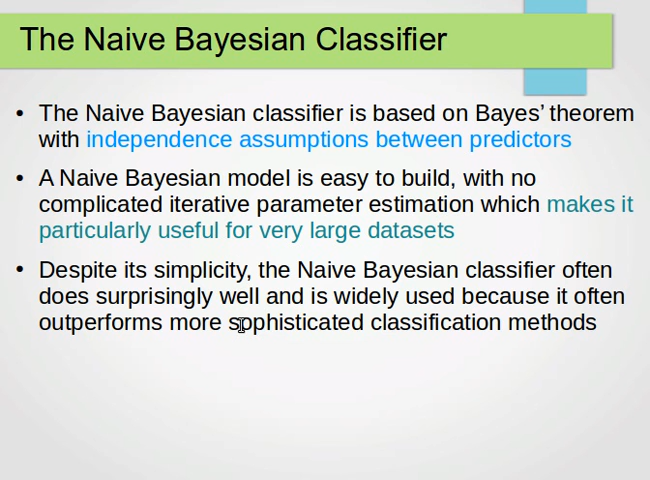 The Naive Bayesian Classifier
• The Naive Bayesian classifier is based on Bayes’ theorem
with independence assumptions between predictors
• A Naive Bayesian model is easy to build, with no
complicated iterative parameter estimation which makes it
particularly useful for very large datasets
• Despite its simplicity, the Naive Bayesian classifier often
does surprisingly well and is widely used because it often
outperforms more sophisticated classification methods